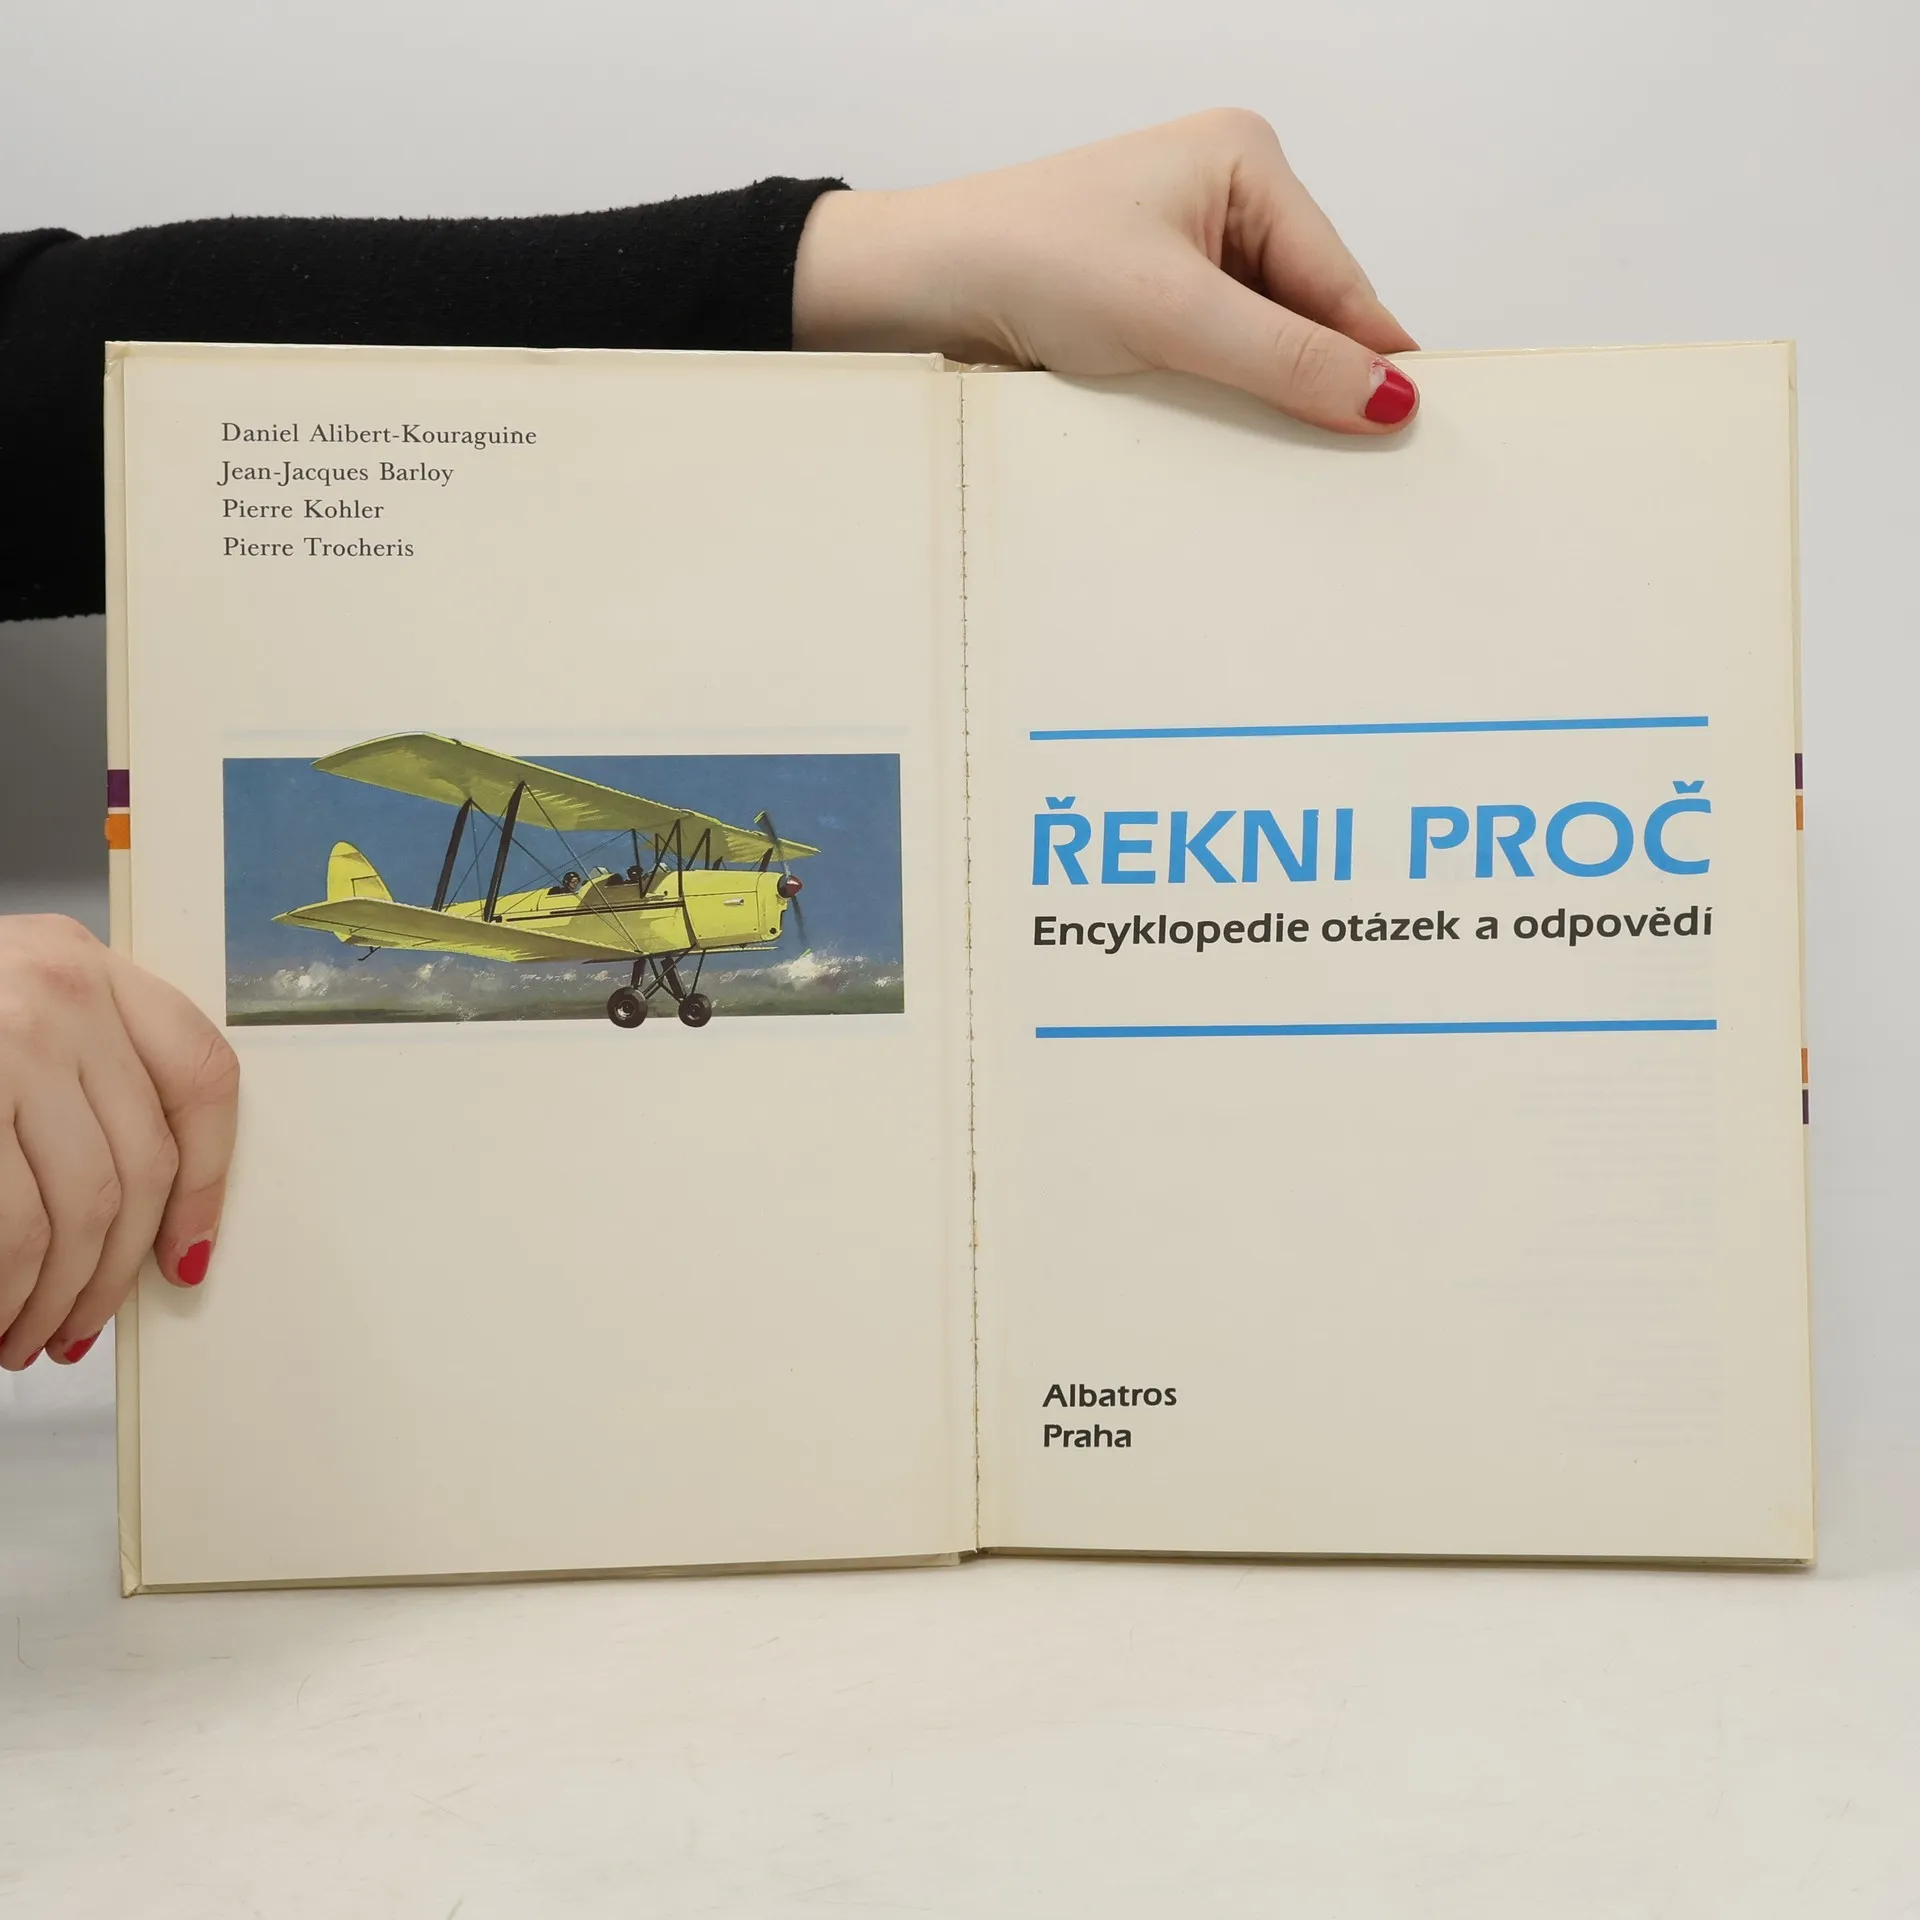 Daniel Alibert-Kouraguine
Jean-Jacques Barloy
Pierre Kohler
Pierre Trocheris
ŘEKNI PROČ
Encyklopedie otázek a odpovědí
Albatros
Praha